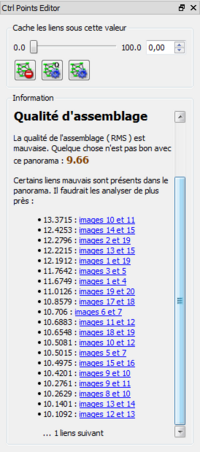 Ctrl Points Editor
Cache les liens sous cette valeur
0.0 100.0 0,00
Information
Qualité d'assemblage
La qualité de l'assemblage ( RMS ) est
mauvaise. Quelque chose n'est pas bon avec
ce panorama : 9.66
Certains liens mauvais sont présents dans le
panorama. Il faudrait les analyser de plus
près :
• 13.3715 : images 10 et 11
• 12.4253 : images 14 et 15
• 12.2796 : images 2 et 19
• 12.2215 : images 13 et 15
• 12.1912 : images 1 et 19
• 11.7642 : images 3 et 5
• 11.6749 : images 1 et 4
• 11.0126 : images 19 et 20
• 10.8579 : images 17 et 18
• 10.706 : images 6 et 7
• 10.6883 : images 11 et 12
• 10.6548 : images 18 et 19
• 10.5081 : images 10 et 12
• 10.5015 : images 5 et 7
• 10.4975 : images 15 et 16
• 10.4201 : images 9 et 10
• 10.2761 : images 9 et 11
• 10.2629 : images 8 et 10
• 10.1401 : images 13 et 14
• 10.1092 : images 12 et 13
... 1 liens suivant